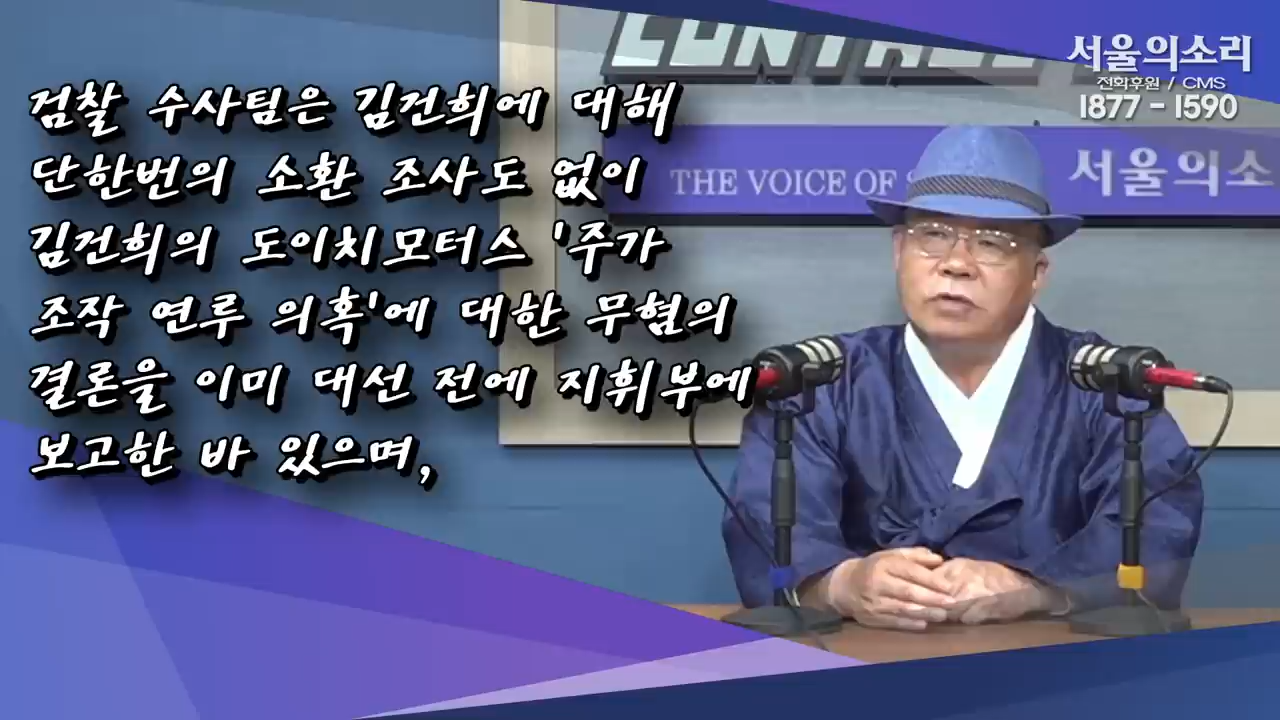 검찰 수사팀은 김건희에 대해
단한번의 소환 조사도 없이
김건희의 도이치모터스 '주가
조작 연루 의혹'에 대한 무혐의
결론을 이미 대선 전에 지휘부에
보고한 바 있으며,
서울의소리
전화후원 / CMS
1877 - 1590
THE VOICE OF
서울의소